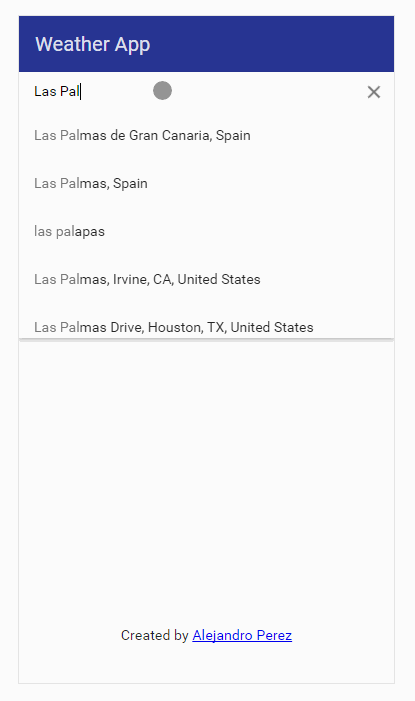 Weather App
Las Pal
Las Palmas de Gran Canaria, Spain
Las Palmas, Spain
las palapas
Las Palmas, Irvine, CA, United States
Las Palmas Drive, Houston, TX, United States
Created by Alejandro Perez